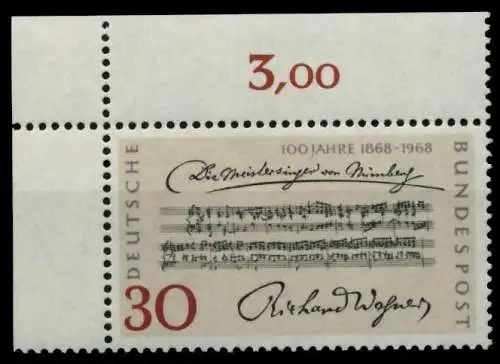 3,00
100 JAHRE 1868-1968
Die Meistersinger von Nürnberg
DEUTSCHE
BUNDESPOST
30
Richard Wagner